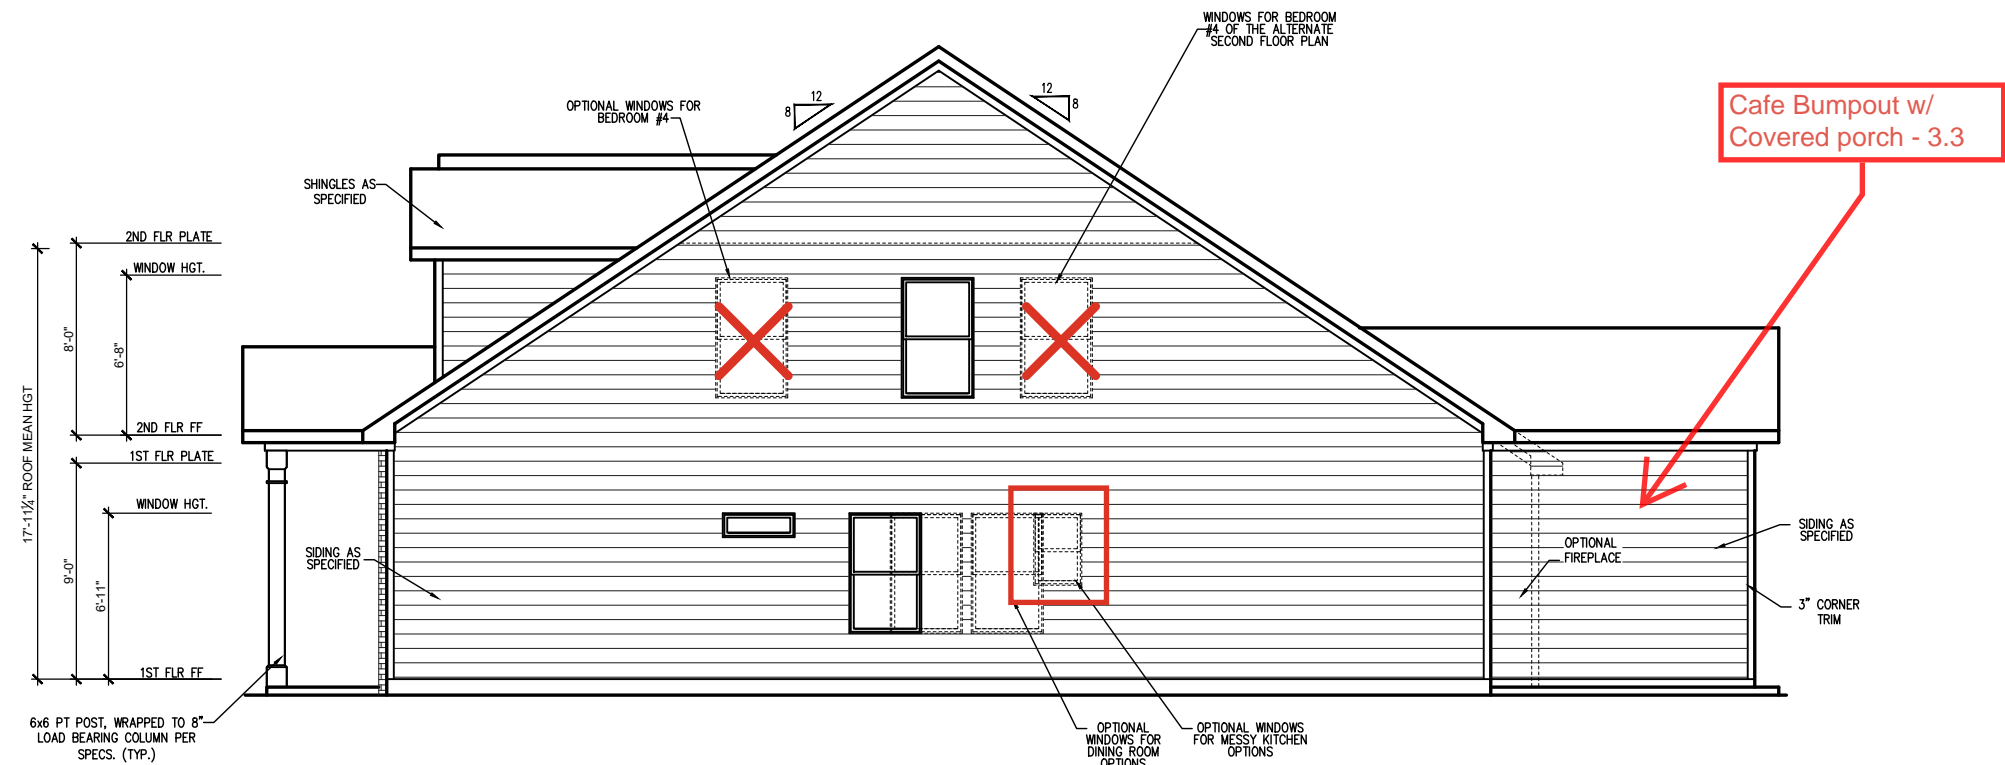 WINDOWS FOR BEDROOM
#4 OF THE ALTERNATE
SECOND FLOOR PLAN
12
8
12
8
OPTIONAL WINDOWS FOR
BEDROOM #4
Cafe Bumpout w/
Covered porch - 3.3
SHINGLES AS
SPECIFIED
2ND FLR PLATE
WINDOW HGT.
8'-0"
6'-8"
17'-11¼" ROOF MEAN HGT
2ND FLR FF
1ST FLR PLATE
WINDOW HGT.
9'-0"
6'-11"
1ST FLR FF
SIDING AS
SPECIFIED
OPTIONAL
FIREPLACE
SIDING AS
SPECIFIED
3" CORNER
TRIM
6x6 PT POST, WRAPPED TO 8"
LOAD BEARING COLUMN PER
SPECS. (TYP.)
OPTIONAL
WINDOWS FOR
DINING ROOM
OPTIONS
OPTIONAL WINDOWS
FOR MESSY KITCHEN
OPTIONS